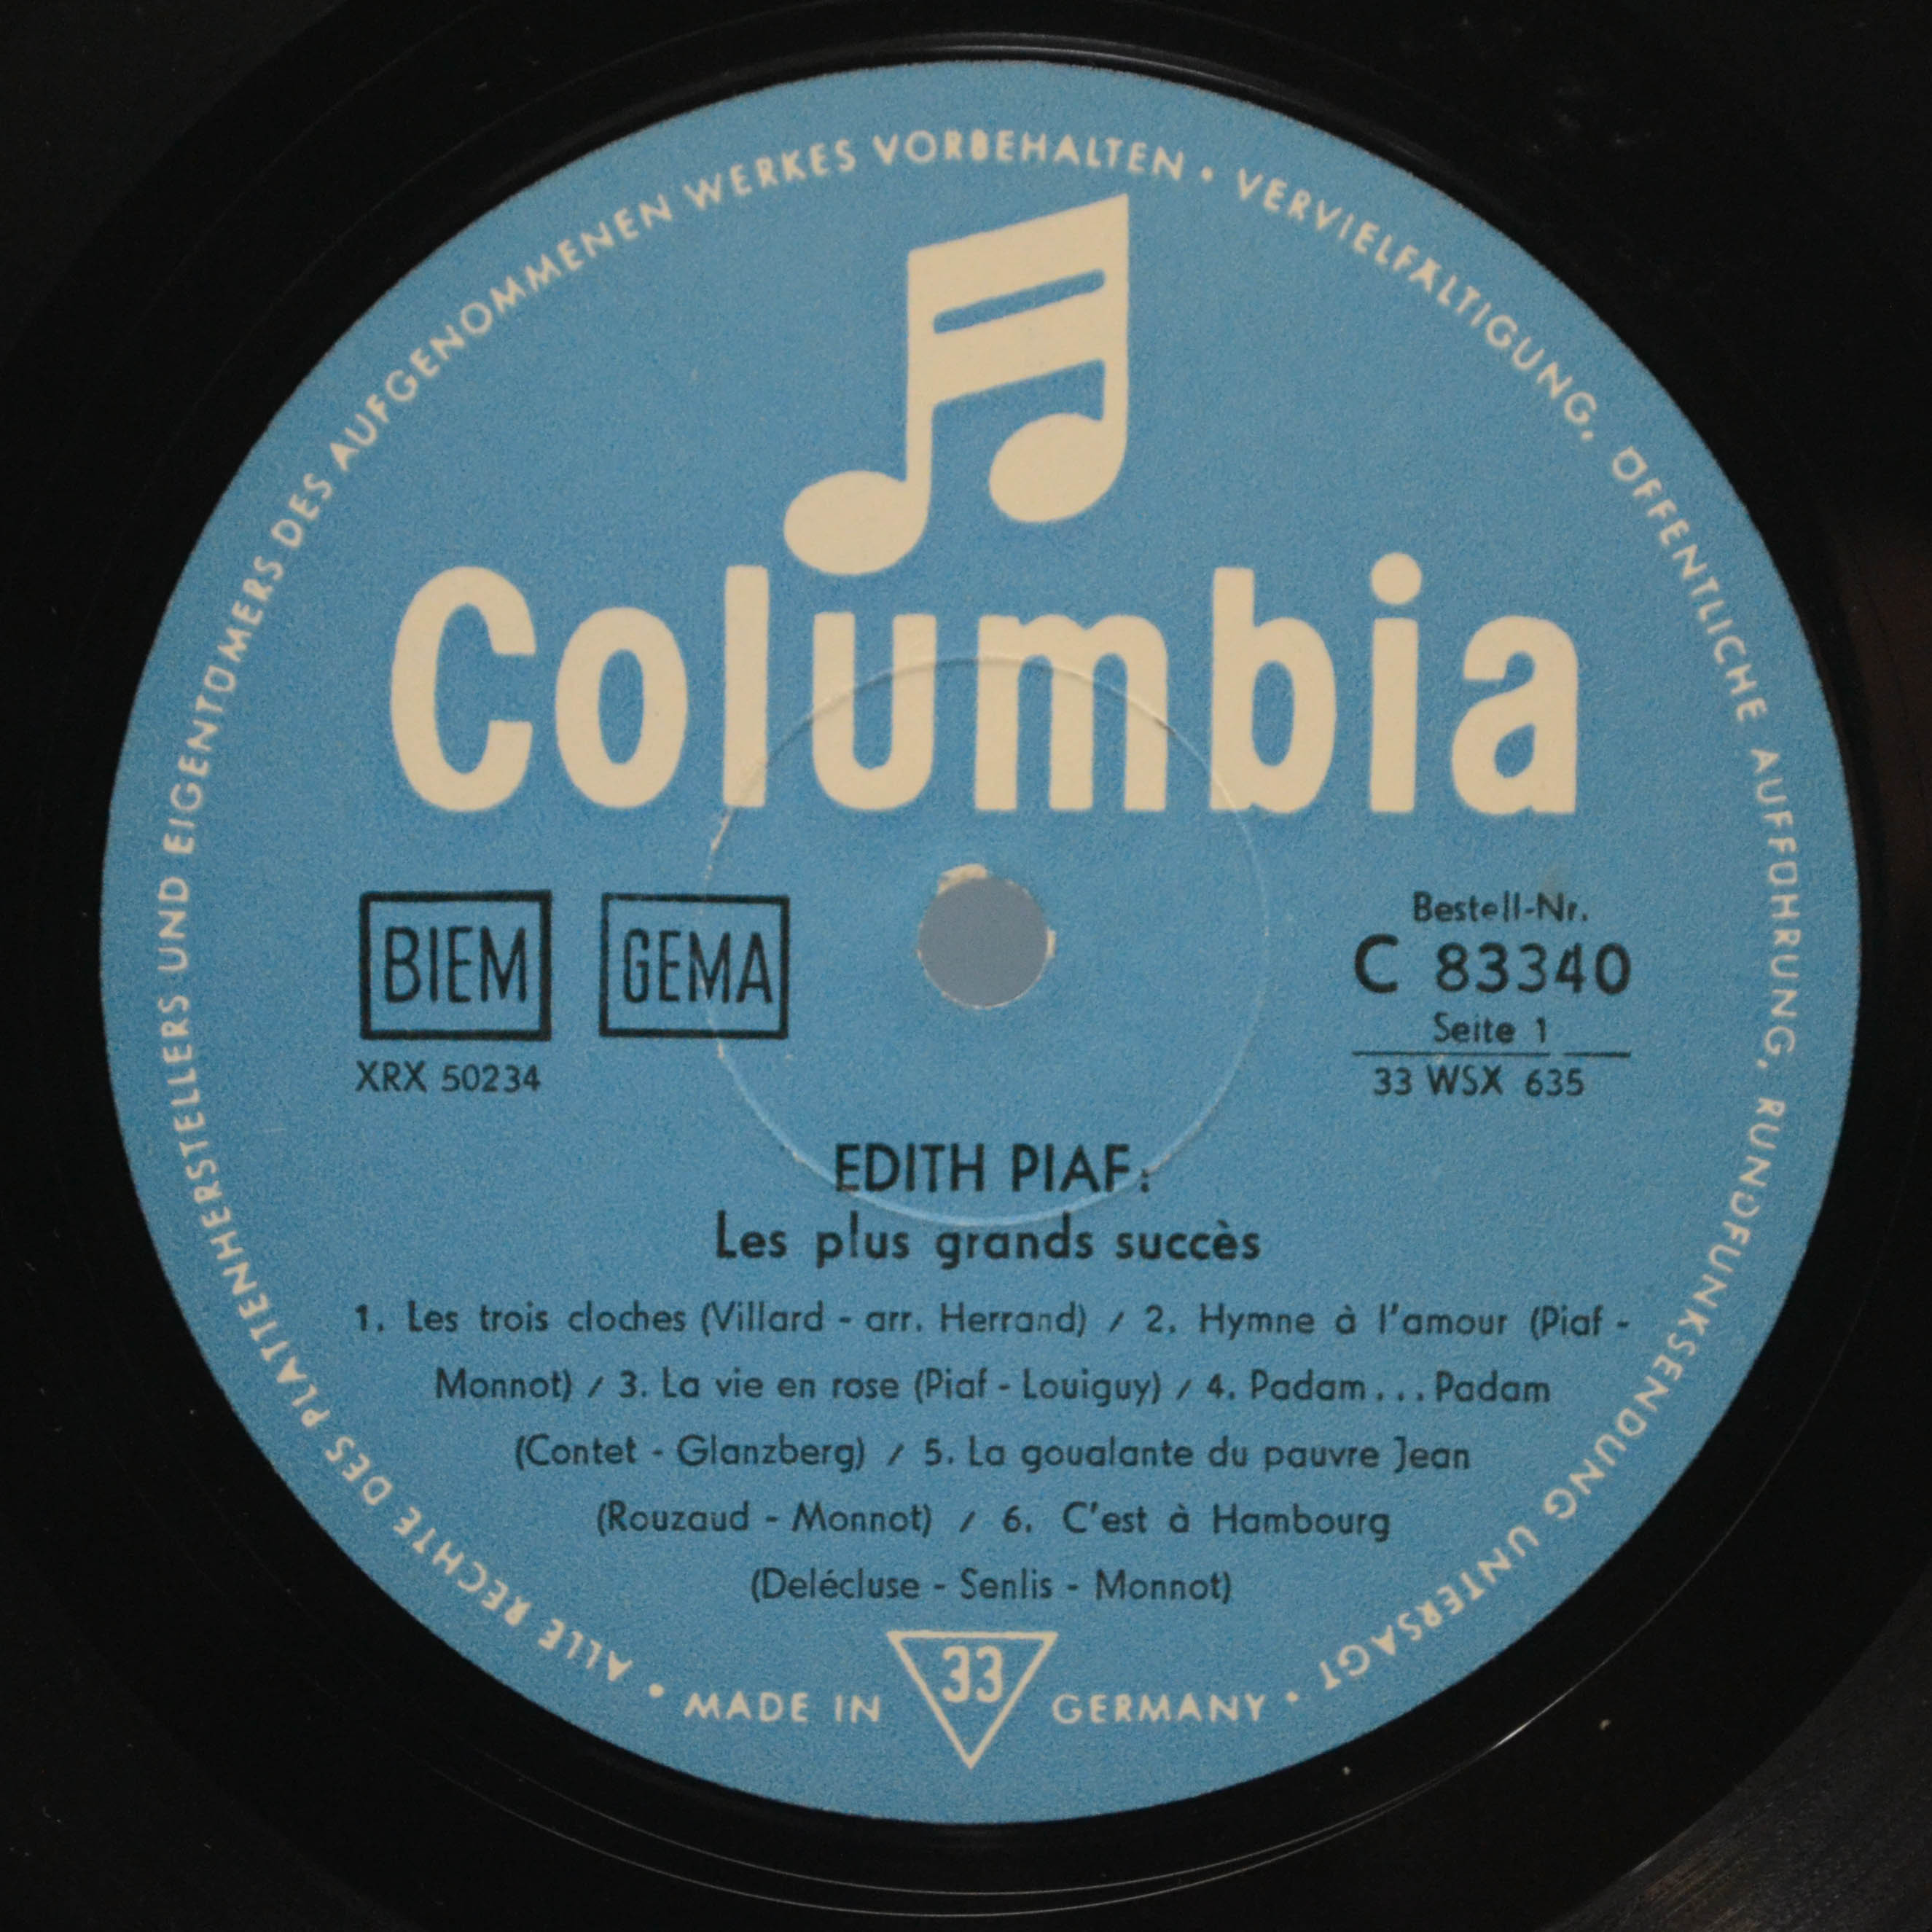 ALLE RECHTE DES PLATTENHERSTELLERS UND EIGENTÜMERS DES AUFGENOMMENEN WERKES VORBEHALTEN • VERVIELFÄLTIGUNG, ÖFFENTLICHE AUFFÜHRUNG, RUNDFUNKSENDUNG UNTERSAGT •
Columbia
BIEM GEMA
XRX 50234
Bestell-Nr.
C 83340
Seite 1
33 WSX 635
EDITH PIAF:
Les plus grands succès
1. Les trois cloches (Villard - arr. Herrand) / 2. Hymne à l'amour (Piaf -
Monnot) / 3. La vie en rose (Piaf - Louiguy) / 4. Padam... Padam
(Contet - Glanzberg) / 5. La goualante du pauvre Jean
(Rouzaud - Monnot) / 6. C'est à Hambourg
(Delécluse - Senlis - Monnot)
33
• MADE IN GERMANY •